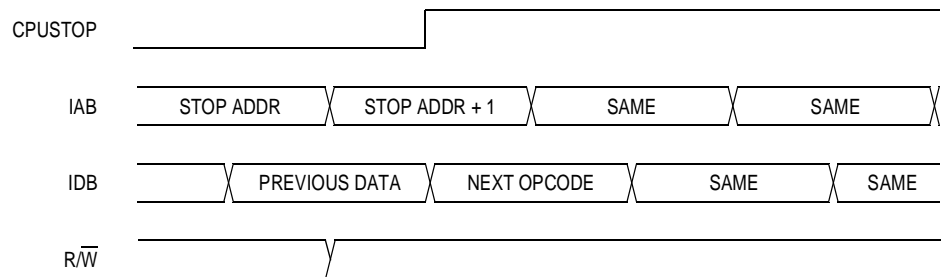 CPUSTOP
IAB STOP ADDR STOP ADDR + 1 SAME SAME
IDB PREVIOUS DATA NEXT OPCODE SAME SAME
R/W̅